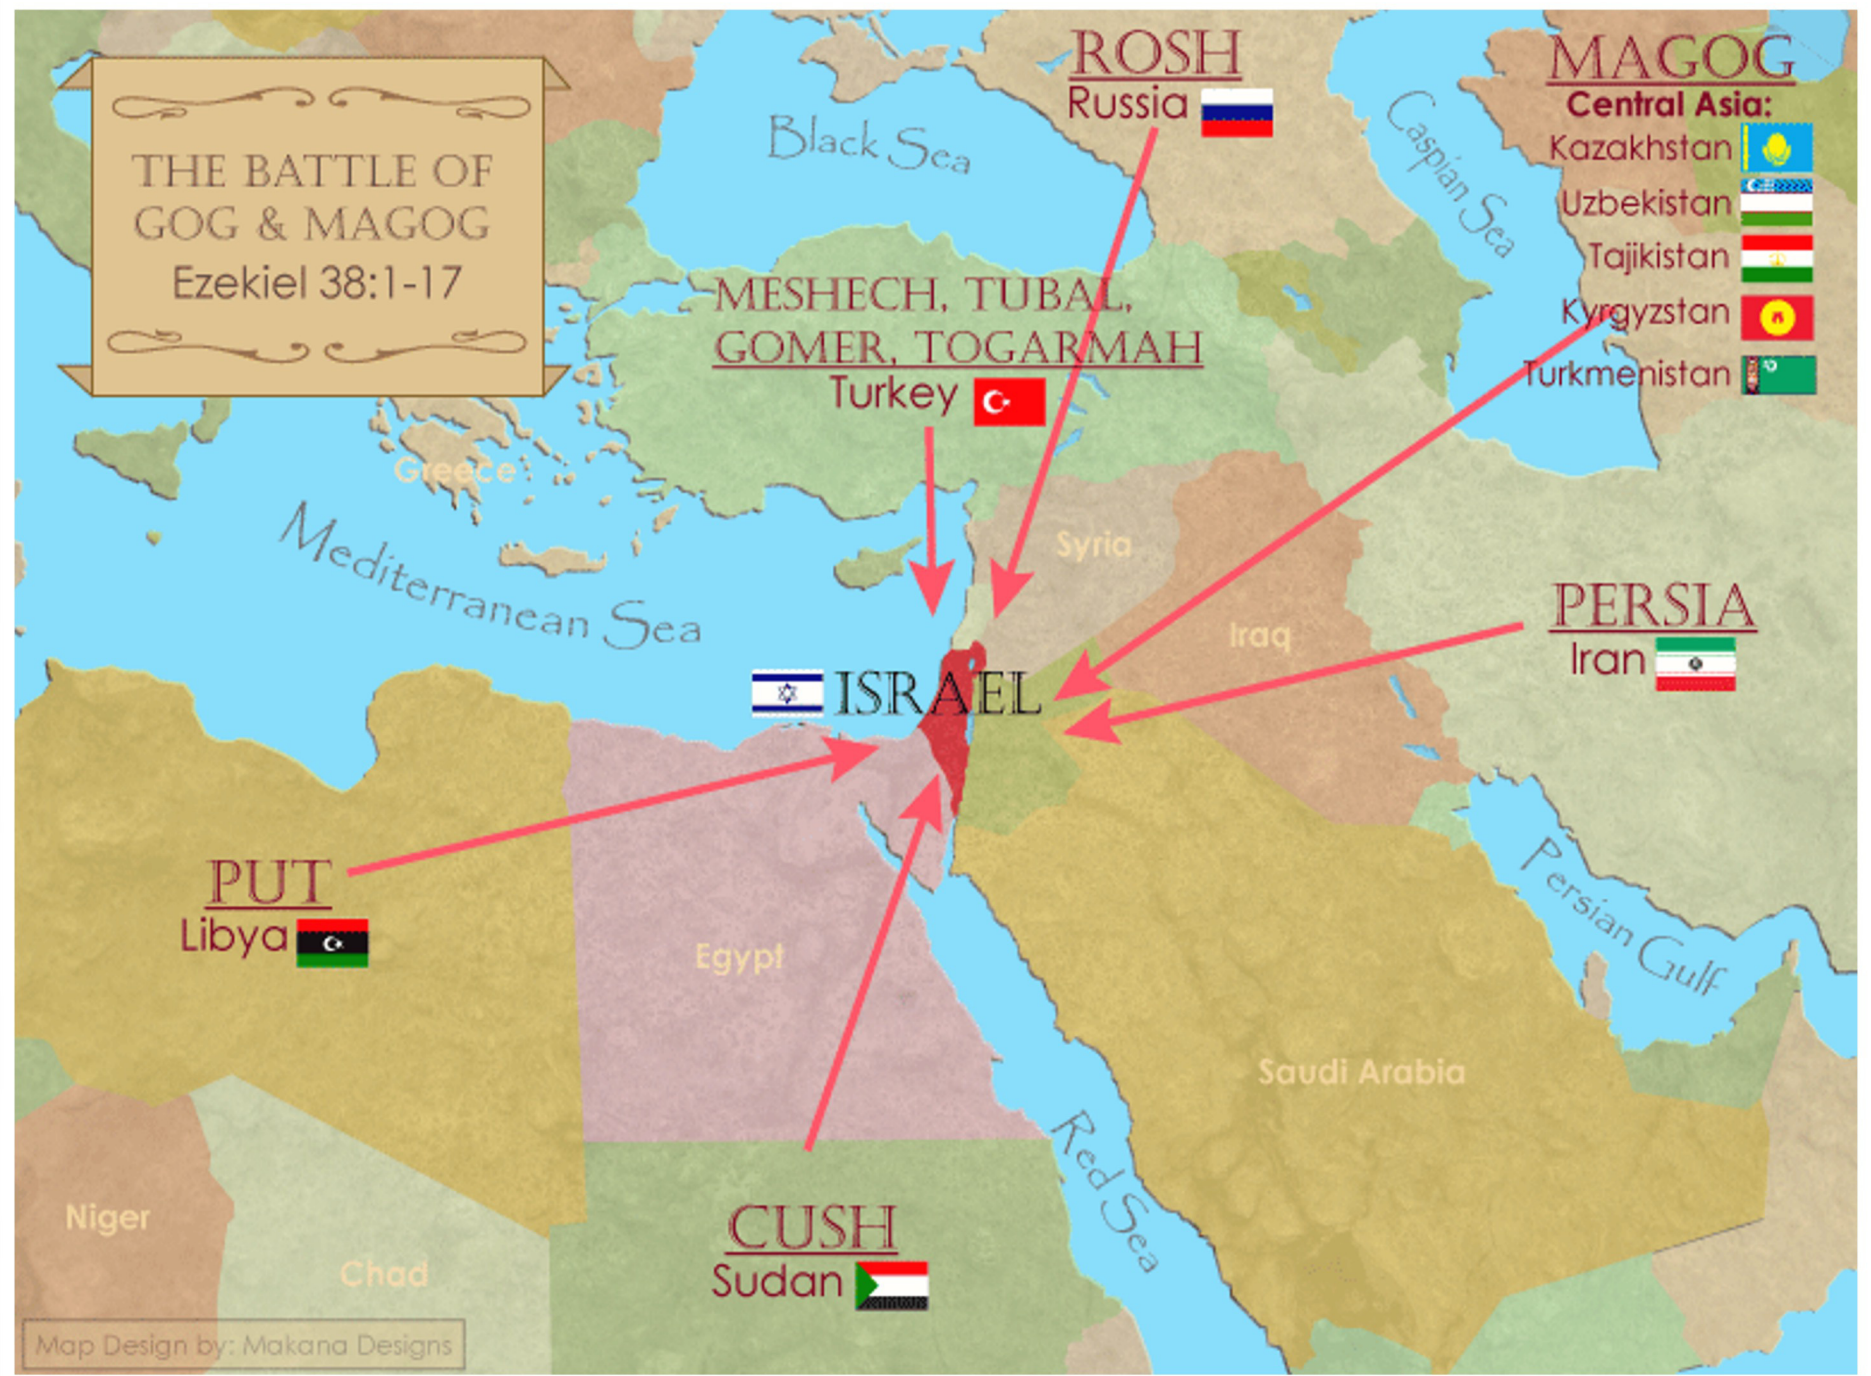 THE BATTLE OF
GOG & MAGOG
Ezekiel 38:1-17
ROSH
Russia
MAGOG
Central Asia:
Kazakhstan
Uzbekistan
Tajikistan
Kyrgyzstan
Turkmenistan
Black Sea
Caspian Sea
MESHECH, TUBAL,
GOMER, TOGARMAH
Turkey
Greece
Mediterranean Sea
Syria
Iraq
PERSIA
Iran
ISRAEL
PUT
Libya
Egypt
Persian Gulf
Saudi Arabia
Red Sea
CUSH
Sudan
Niger
Chad
Map Design by: Makana Designs